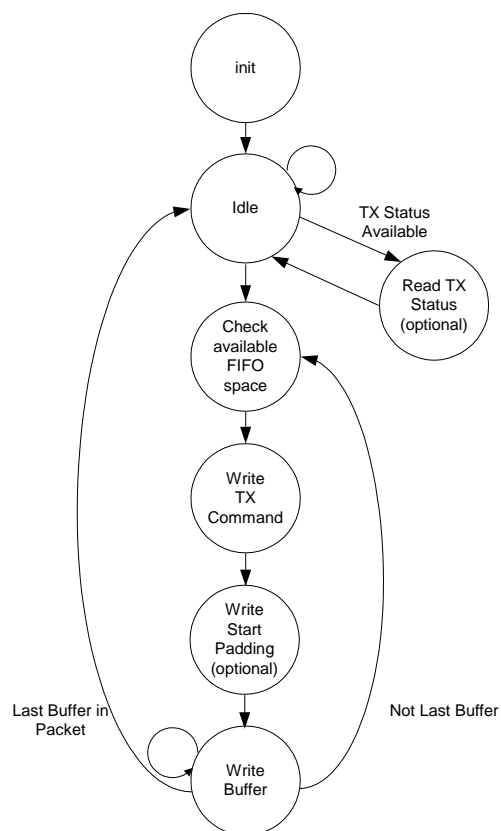 init
Idle
TX Status
Available
Read TX
Status
(optional)
Check
available
FIFO
space
Write
TX
Command
Write
Start
Padding
(optional)
Last Buffer in
Packet
Not Last Buffer
Write
Buffer